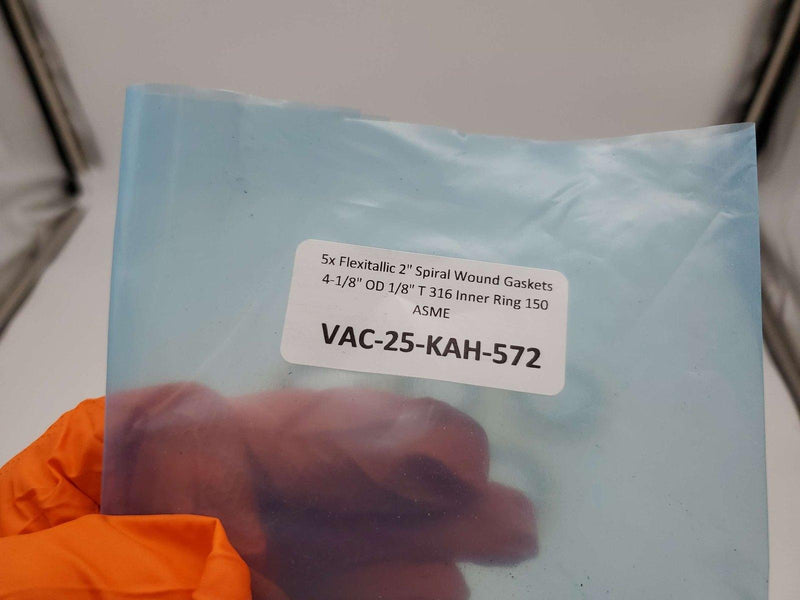 5x Flexitallic 2" Spiral Wound Gaskets
4-1/8" OD 1/8" T 316 Inner Ring 150
ASME
VAC-25-KAH-572